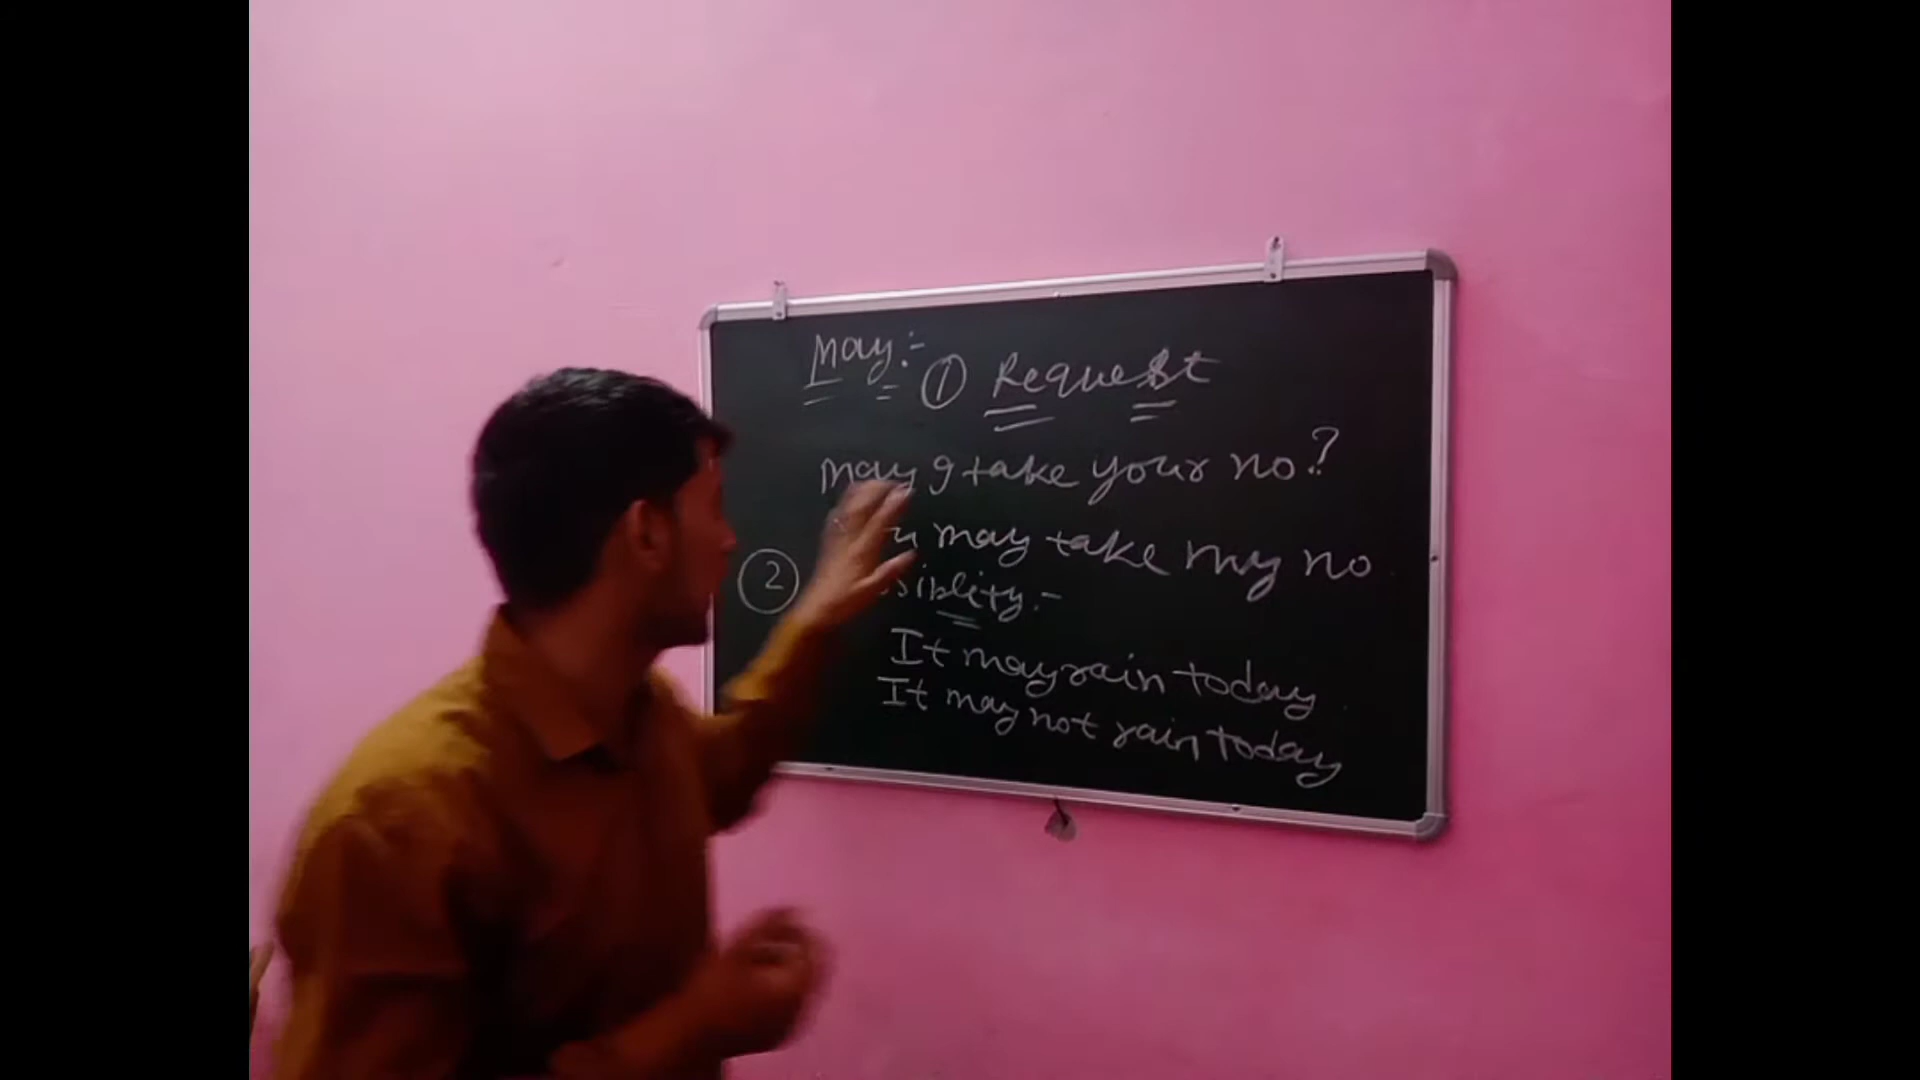 May:- ① Request
may I take your no?
may take my no
②
It may rain today
It may not rain today